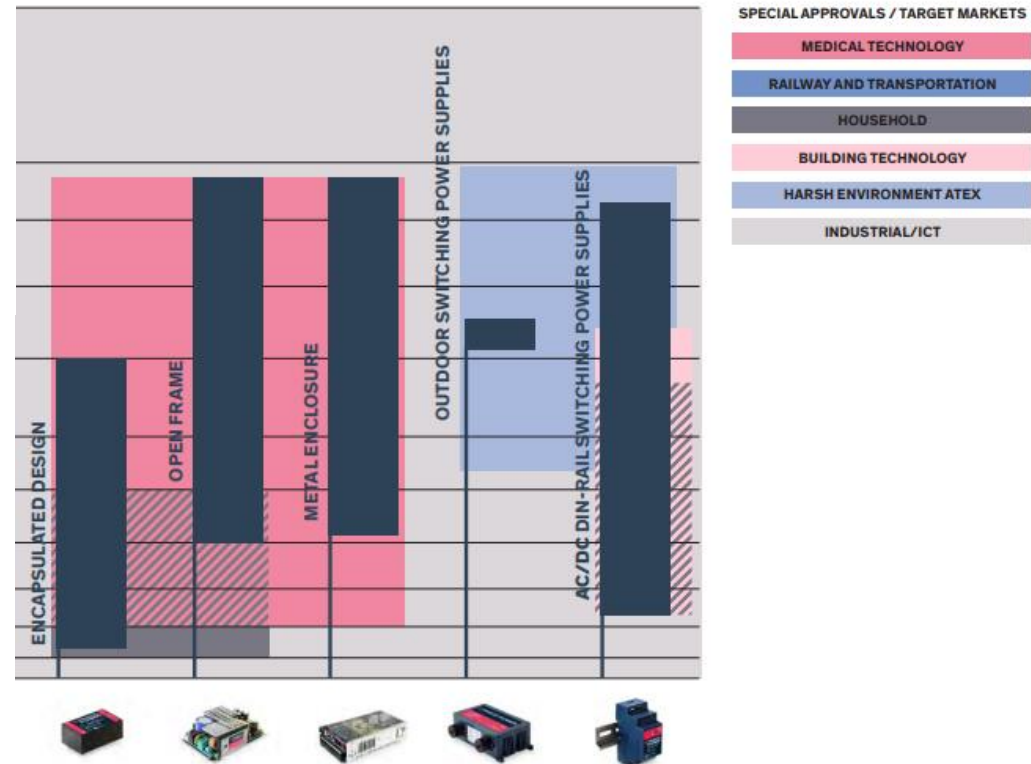 SPECIAL APPROVALS / TARGET MARKETS
MEDICAL TECHNOLOGY
RAILWAY AND TRANSPORTATION
HOUSEHOLD
BUILDING TECHNOLOGY
HARSH ENVIRONMENT ATEX
INDUSTRIAL/ICT
ENCAPSULATED DESIGN
OPEN FRAME
METAL ENCLOSURE
OUTDOOR SWITCHING POWER SUPPLIES
AC/DC DIN-RAIL SWITCHING POWER SUPPLIES